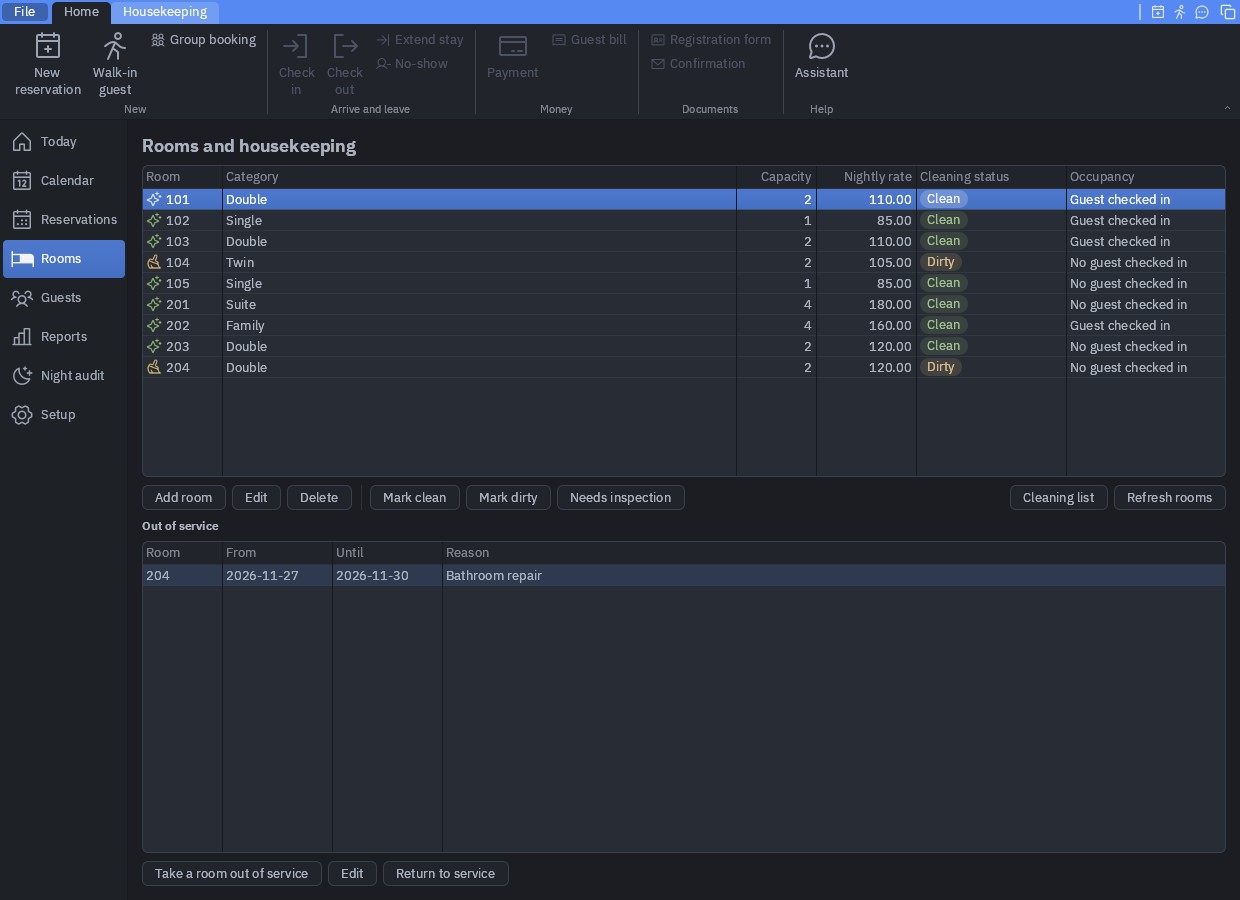 File Home Housekeeping
New reservation
Walk-in guest
Group booking
New
Check in
Check out
Extend stay
No-show
Arrive and leave
Payment
Guest bill
Money
Registration form
Confirmation
Documents
Assistant
Help
Today
12 Calendar
Reservations
Rooms
Guests
Reports
Night audit
Setup
Rooms and housekeeping
Room Category Capacity Nightly rate Cleaning status Occupancy
101 Double 2 110.00 Clean Guest checked in
102 Single 1 85.00 Clean Guest checked in
103 Double 2 110.00 Clean Guest checked in
104 Twin 2 105.00 Dirty No guest checked in
105 Single 1 85.00 Clean No guest checked in
201 Suite 4 180.00 Clean No guest checked in
202 Family 4 160.00 Clean Guest checked in
203 Double 2 120.00 Clean No guest checked in
204 Double 2 120.00 Dirty No guest checked in
Add room Edit Delete Mark clean Mark dirty Needs inspection Cleaning list Refresh rooms
Out of service
Room From Until Reason
204 2026-11-27 2026-11-30 Bathroom repair
Take a room out of service Edit Return to service